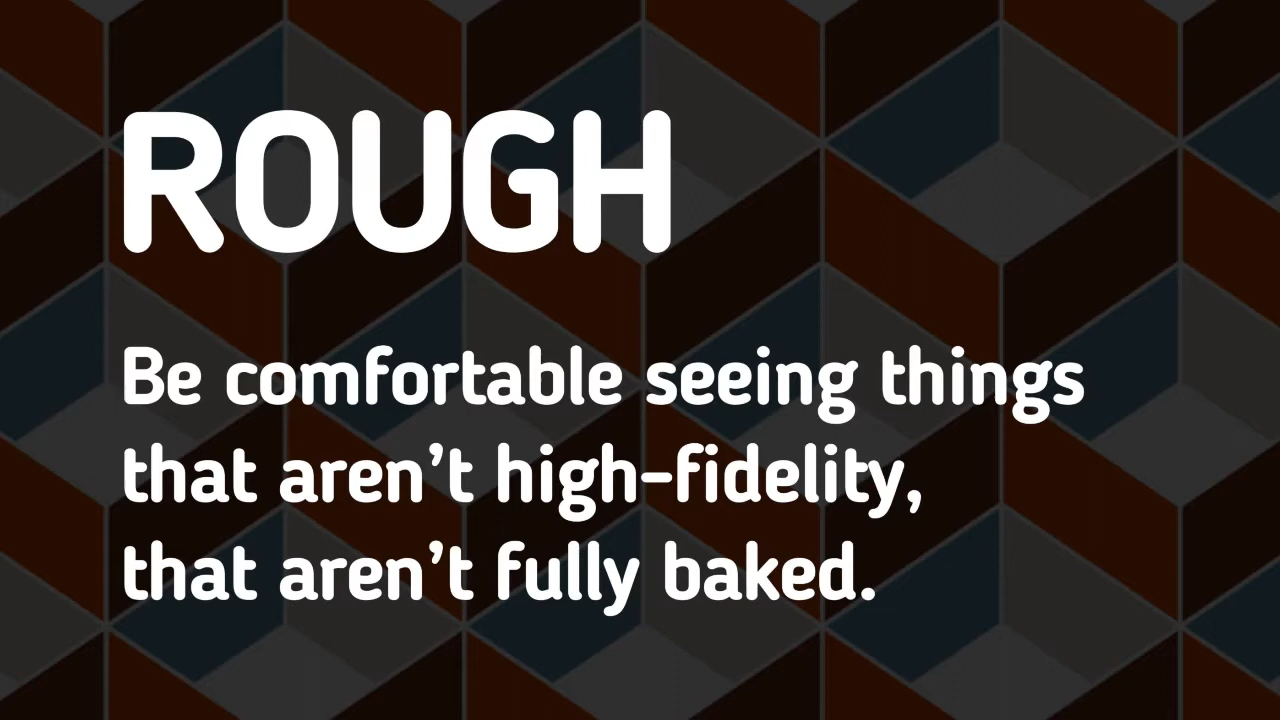 ROUGH
Be comfortable seeing things
that aren’t high-fidelity,
that aren’t fully baked.